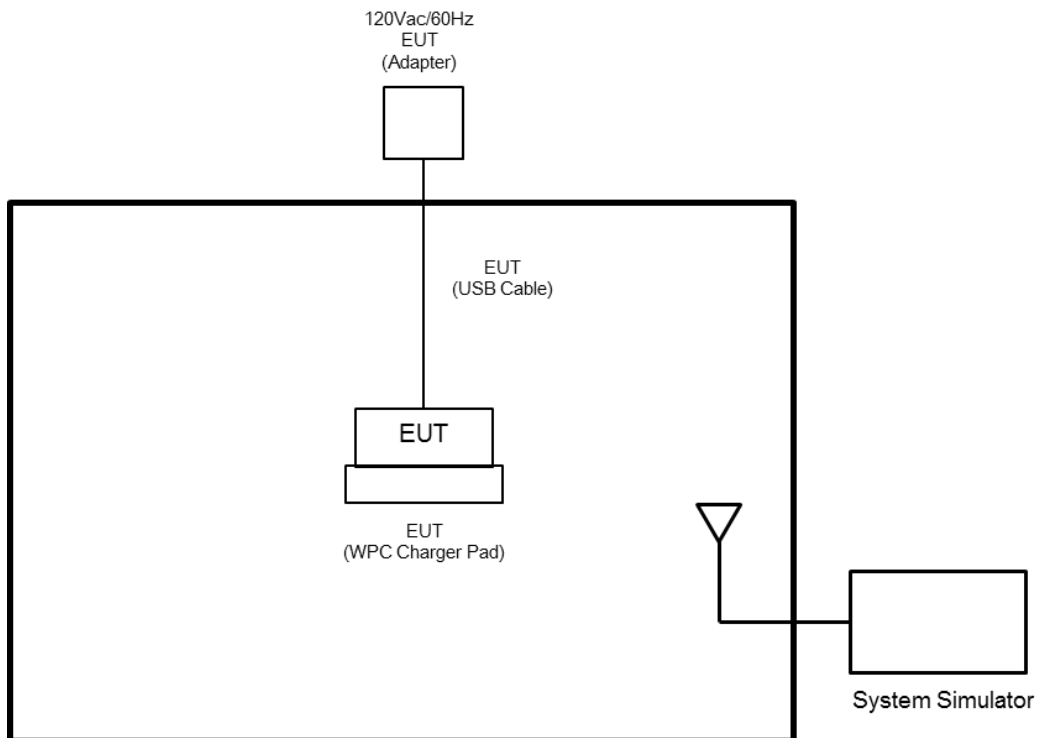 120Vac/60Hz
EUT
(Adapter)
EUT
(USB Cable)
EUT
EUT
(WPC Charger Pad)
System Simulator